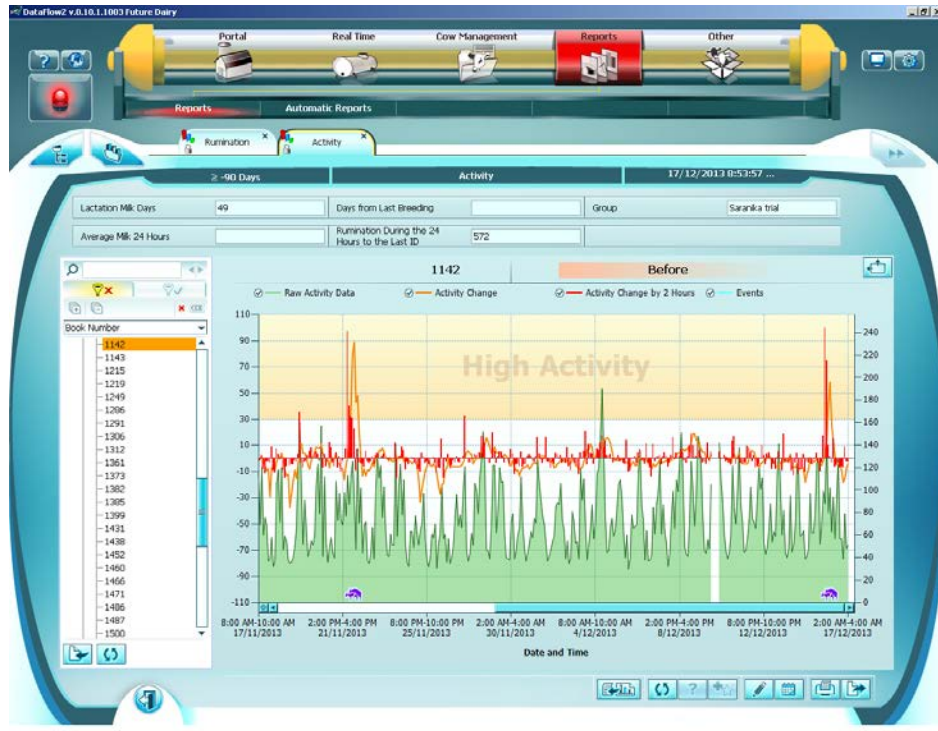 DataFlow2 v.0.10.1.1003 Future Dairy
Portal
Real Time
Cow Management
Reports
Other
Reports
Automatic Reports
Rumination
Activity
≥ -90 Days
Activity
17/12/2013 8:53:57 ...
Lactation Milk Days
49
Days from Last Breeding
Group
Saranika trial
Average Milk 24 Hours
Rumination During the 24
Hours to the Last ID
572
1142
Before
Raw Activity Data
Activity Change
Activity Change by 2 Hours
Events
Book Number
1142
1143
1215
1219
1249
1286
1291
1306
1312
1361
1373
1382
1385
1399
1431
1438
1452
1460
1466
1471
1486
1487
1500
High Activity
110
90
70
50
30
10
-10
-30
-50
-70
-90
-110
240
220
200
180
160
140
120
100
80
60
40
20
0
8:00 AM-10:00 AM
17/11/2013
2:00 PM-4:00 PM
21/11/2013
8:00 PM-10:00 PM
25/11/2013
2:00 AM-4:00 AM
30/11/2013
8:00 AM-10:00 AM
4/12/2013
2:00 PM-4:00 PM
8/12/2013
8:00 PM-10:00 PM
12/12/2013
2:00 AM-4:00 AM
17/12/2013
Date and Time